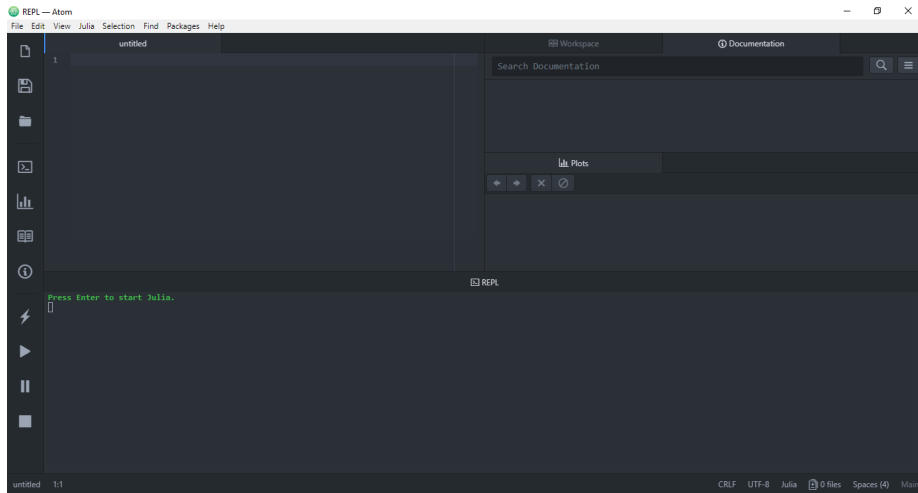 REPL — Atom
File Edit View Julia Selection Find Packages Help
untitled
Workspace
Documentation
1
Search Documentation
Plots
REPL
Press Enter to start Julia.
untitled 1:1 CRLF UTF-8 Julia 0 files Spaces (4) Main